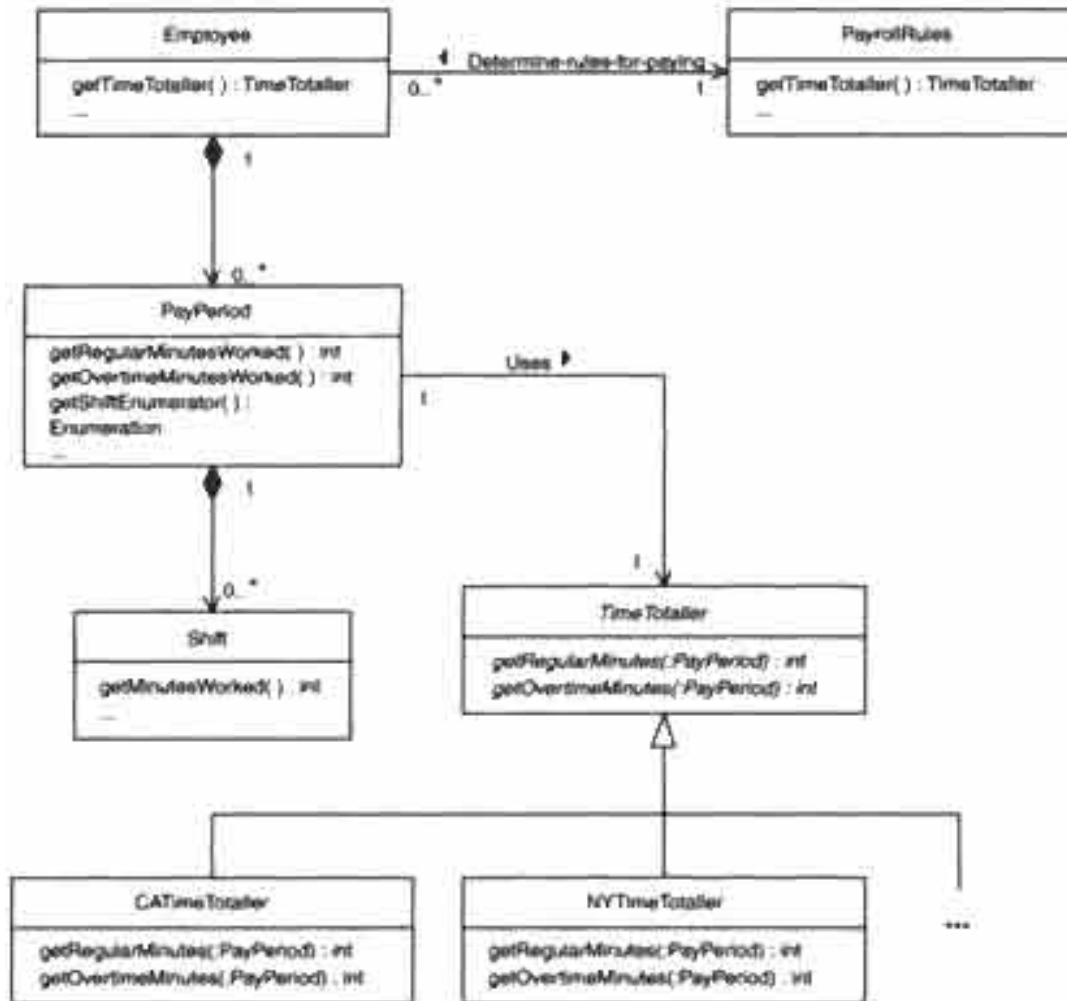 Employee
getTimeTotaller( ) : TimeTotaller
...
Determine-rules-for-paying
0..*
1
PayrollRules
getTimeTotaller( ) : TimeTotaller
...
1
0..*
PayPeriod
getRegularMinutesWorked( ) : int
getOvertimeMinutesWorked( ) : int
getShiftEnumerator( ) :
Enumeration
...
Uses
1
1
1
0..*
Shift
getMinutesWorked( ) : int
...
TimeTotaller
getRegularMinutes(:PayPeriod) : int
getOvertimeMinutes(:PayPeriod) : int
CATimeTotaller
getRegularMinutes(:PayPeriod) : int
getOvertimeMinutes(:PayPeriod) : int
NYTimeTotaller
getRegularMinutes(:PayPeriod) : int
getOvertimeMinutes(:PayPeriod) : int
...